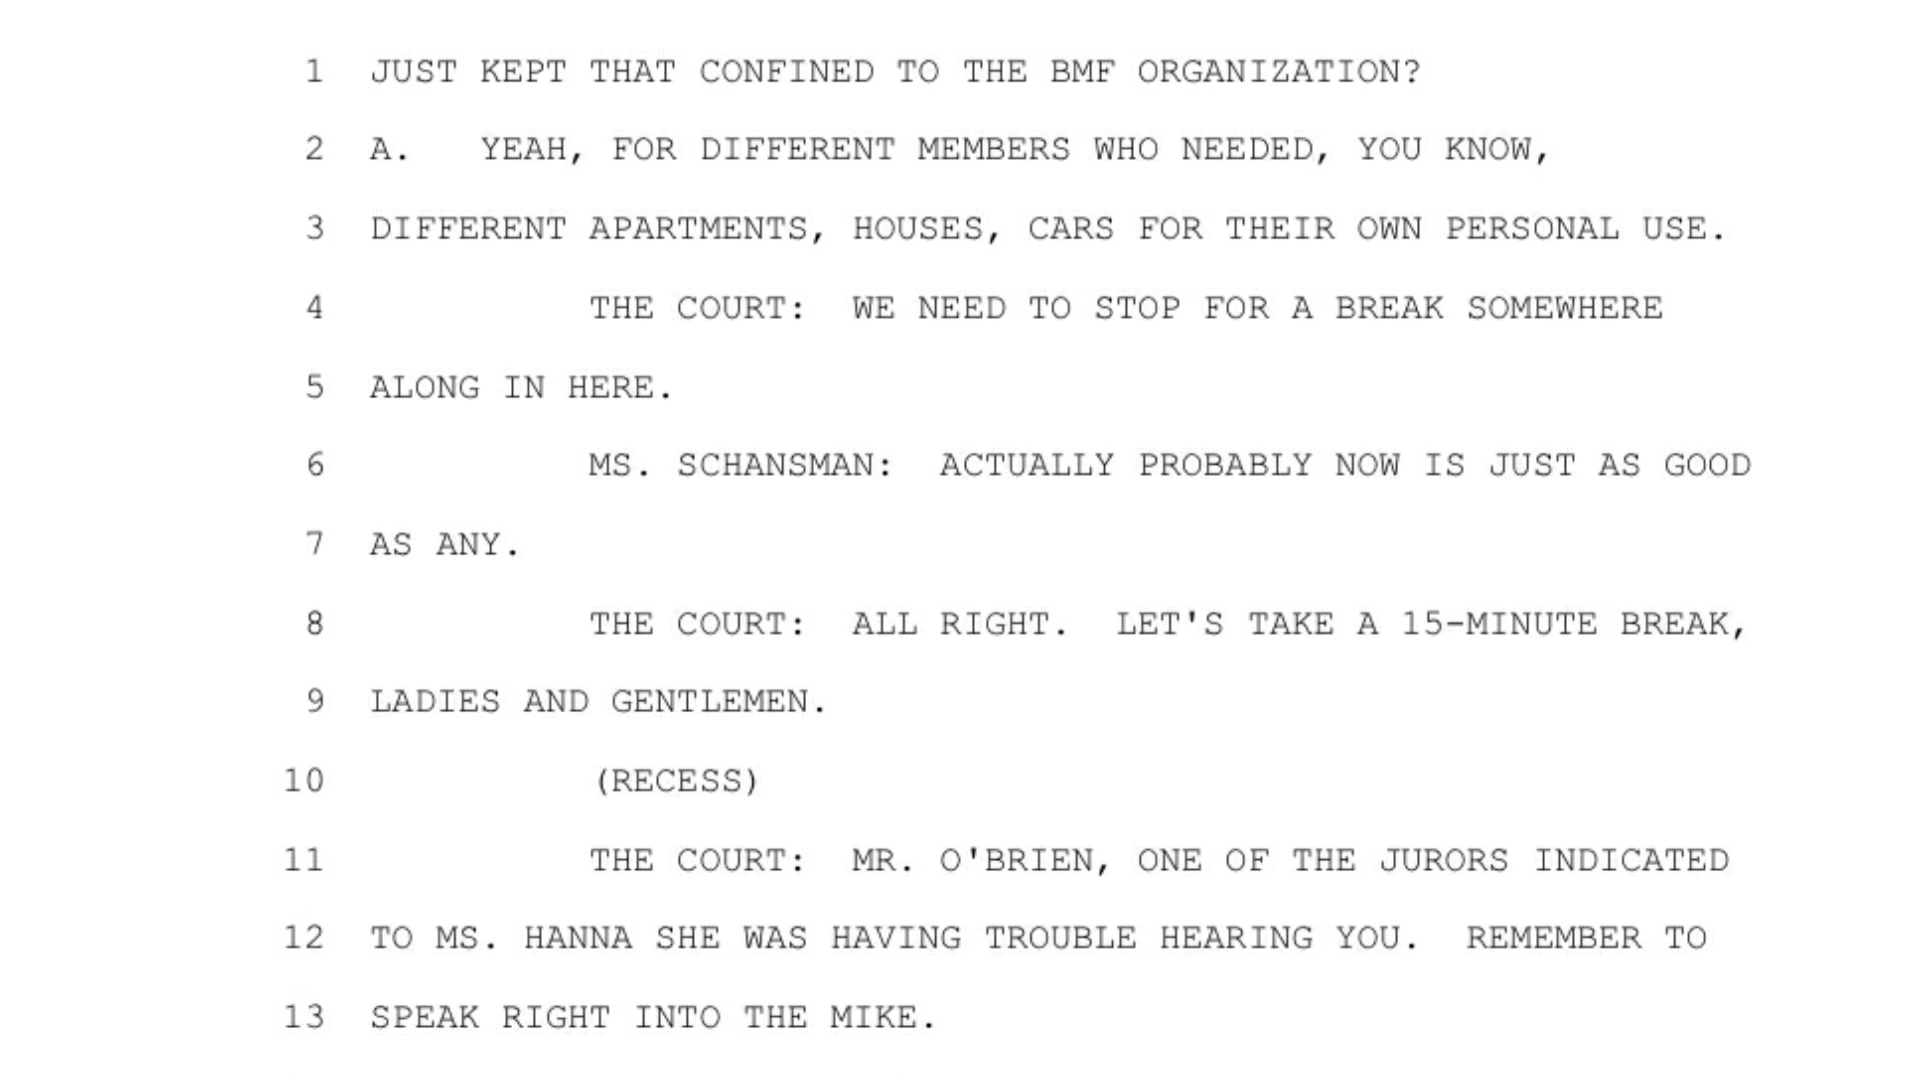 1 JUST KEPT THAT CONFINED TO THE BMF ORGANIZATION?
2 A. YEAH, FOR DIFFERENT MEMBERS WHO NEEDED, YOU KNOW,
3 DIFFERENT APARTMENTS, HOUSES, CARS FOR THEIR OWN PERSONAL USE.
4 THE COURT: WE NEED TO STOP FOR A BREAK SOMEWHERE
5 ALONG IN HERE.
6 MS. SCHANSMAN: ACTUALLY PROBABLY NOW IS JUST AS GOOD
7 AS ANY.
8 THE COURT: ALL RIGHT. LET'S TAKE A 15-MINUTE BREAK,
9 LADIES AND GENTLEMEN.
10 (RECESS)
11 THE COURT: MR. O'BRIEN, ONE OF THE JURORS INDICATED
12 TO MS. HANNA SHE WAS HAVING TROUBLE HEARING YOU. REMEMBER TO
13 SPEAK RIGHT INTO THE MIKE.